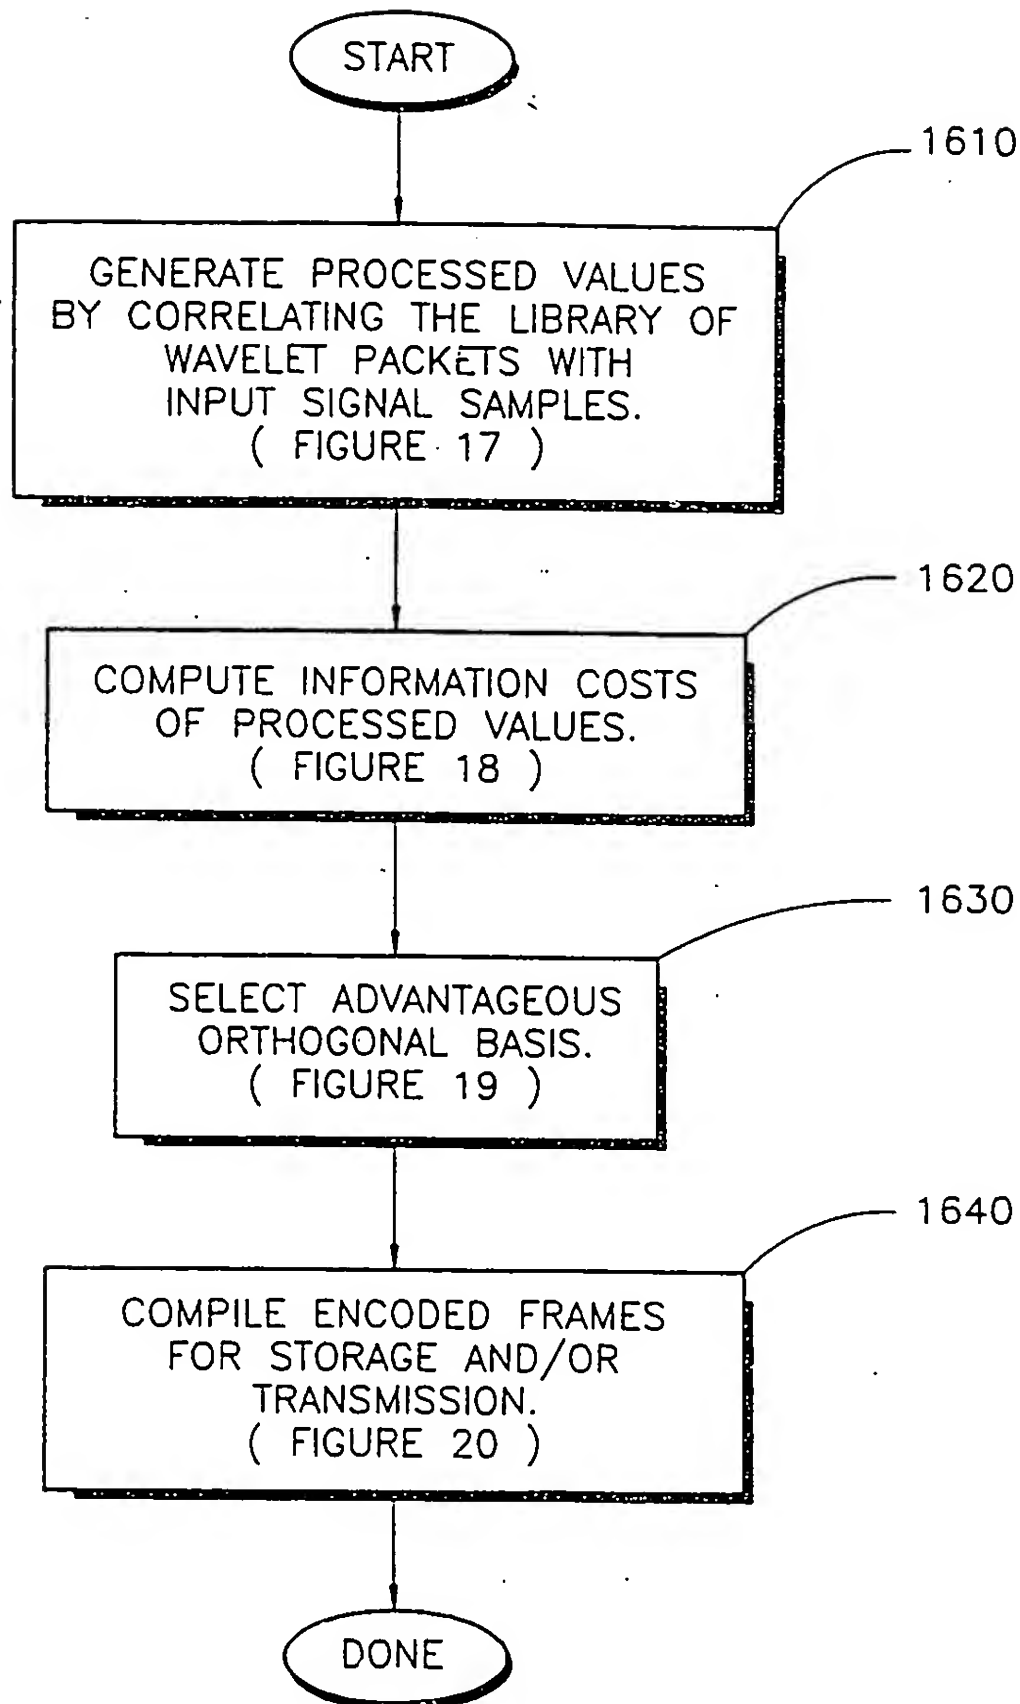 START
1610
GENERATE PROCESSED VALUES
BY CORRELATING THE LIBRARY OF
WAVELET PACKETS WITH
INPUT SIGNAL SAMPLES.
( FIGURE 17 )
1620
COMPUTE INFORMATION COSTS
OF PROCESSED VALUES.
( FIGURE 18 )
1630
SELECT ADVANTAGEOUS
ORTHOGONAL BASIS.
( FIGURE 19 )
1640
COMPILE ENCODED FRAMES
FOR STORAGE AND/OR
TRANSMISSION.
( FIGURE 20 )
DONE